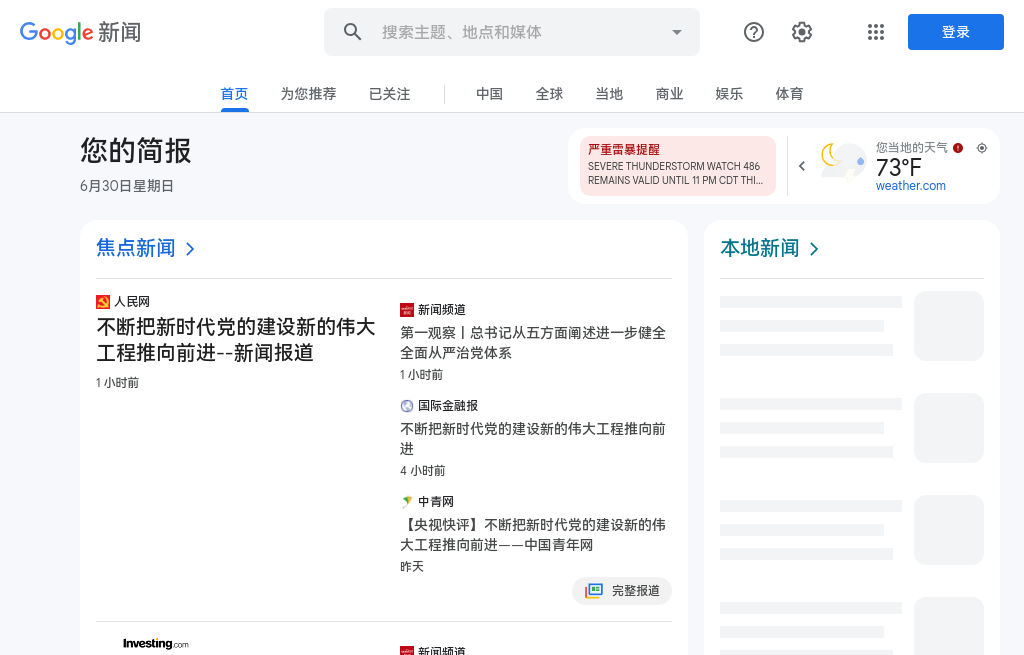 Google 新闻
搜索主题、地点和媒体
登录
首页
为您推荐
已关注
中国
全球
当地
商业
娱乐
体育
您的简报
6月30日星期日
严重雷暴提醒
SEVERE THUNDERSTORM WATCH 486
REMAINS VALID UNTIL 11 PM CDT THI...
您当地的天气
73°F
weather.com
焦点新闻
人民网
不断把新时代党的建设新的伟大
工程推向前进--新闻报道
1 小时前
新闻频道
第一观察丨总书记从五方面阐述进一步健全
全面从严治党体系
1 小时前
国际金融报
不断把新时代党的建设新的伟大工程推向前
进
4 小时前
中青网
【央视快评】不断把新时代党的建设新的伟
大工程推向前进——中国青年网
昨天
完整报道
Investing.com
新闻频道
本地新闻